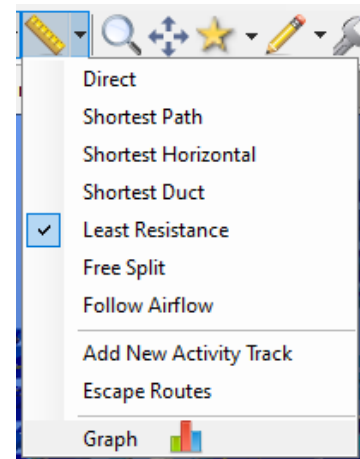 Direct
Shortest Path
Shortest Horizontal
Shortest Duct
Least Resistance
Free Split
Follow Airflow
Add New Activity Track
Escape Routes
Graph